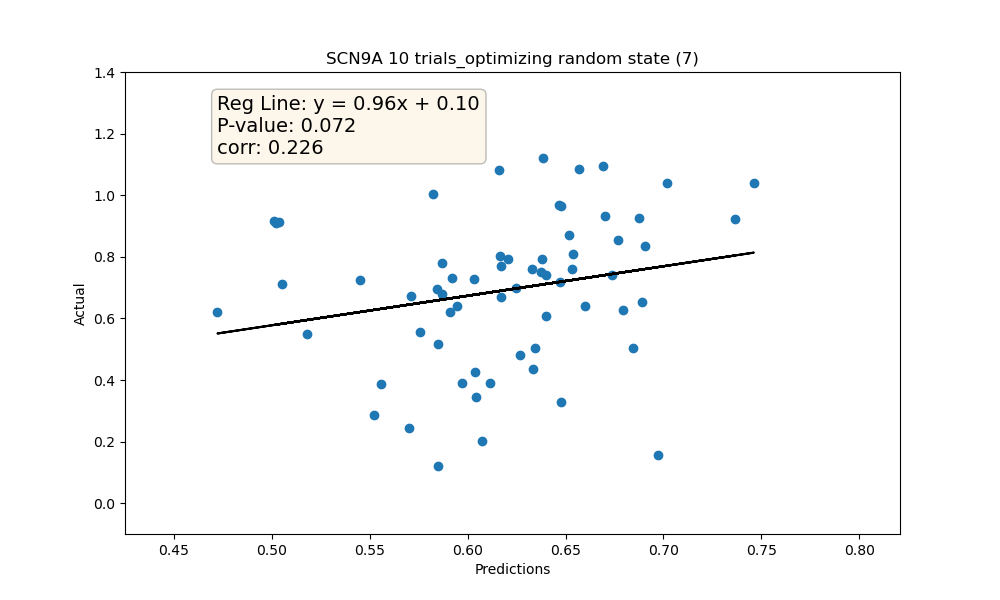 SCN9A 10 trials_optimizing random state (7)
1.4
1.2
1.0
0.8
0.6
0.4
0.2
0.0
Actual
Reg Line: y = 0.96x + 0.10
P-value: 0.072
corr: 0.226
0.45 0.50 0.55 0.60 0.65 0.70 0.75 0.80
Predictions